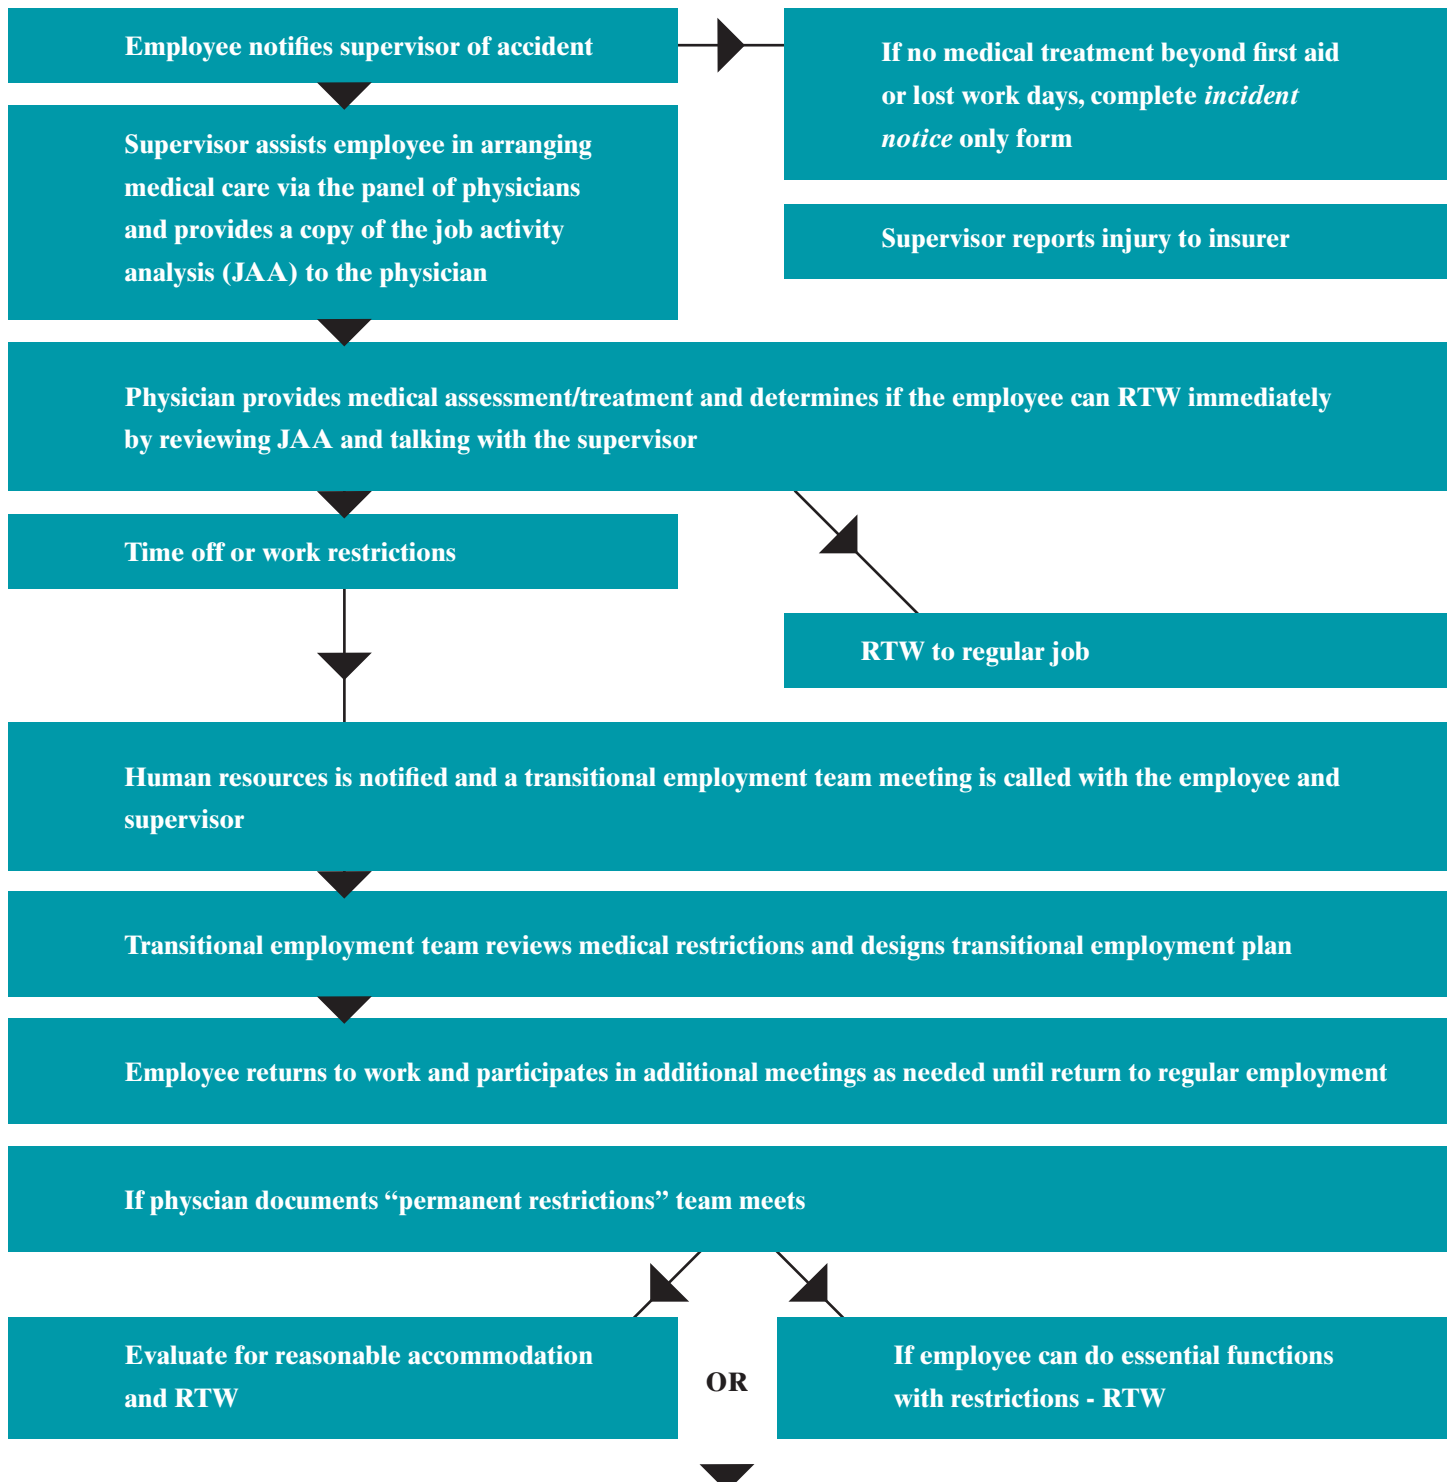 Employee notifies supervisor of accident
If no medical treatment beyond first aid
or lost work days, complete incident
notice only form
Supervisor assists employee in arranging
medical care via the panel of physicians
and provides a copy of the job activity
analysis (JAA) to the physician
Supervisor reports injury to insurer
Physician provides medical assessment/treatment and determines if the employee can RTW immediately
by reviewing JAA and talking with the supervisor
Time off or work restrictions
RTW to regular job
Human resources is notified and a transitional employment team meeting is called with the employee and
supervisor
Transitional employment team reviews medical restrictions and designs transitional employment plan
Employee returns to work and participates in additional meetings as needed until return to regular employment
If physcian documents “permanent restrictions” team meets
Evaluate for reasonable accommodation
and RTW
OR
If employee can do essential functions
with restrictions - RTW